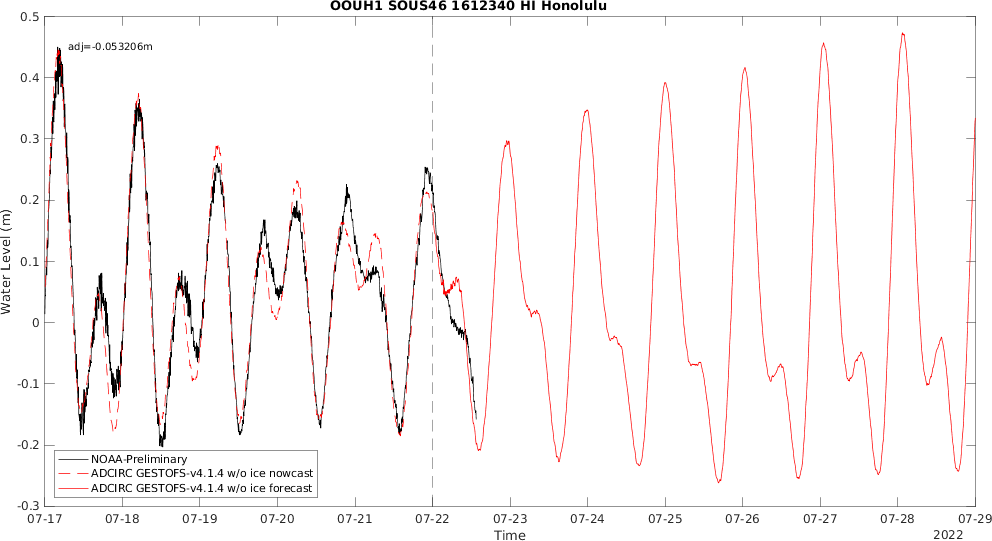 OOUH1 SOUS46 1612340 HI Honolulu
adj=-0.053206m
0.5
0.4
0.3
0.2
0.1
0
-0.1
-0.2
-0.3
Water Level (m)
NOAA-Preliminary
ADCIRC GESTOFS-v4.1.4 w/o ice nowcast
ADCIRC GESTOFS-v4.1.4 w/o ice forecast
07-17 07-18 07-19 07-20 07-21 07-22 07-23 07-24 07-25 07-26 07-27 07-28 07-29
Time
2022